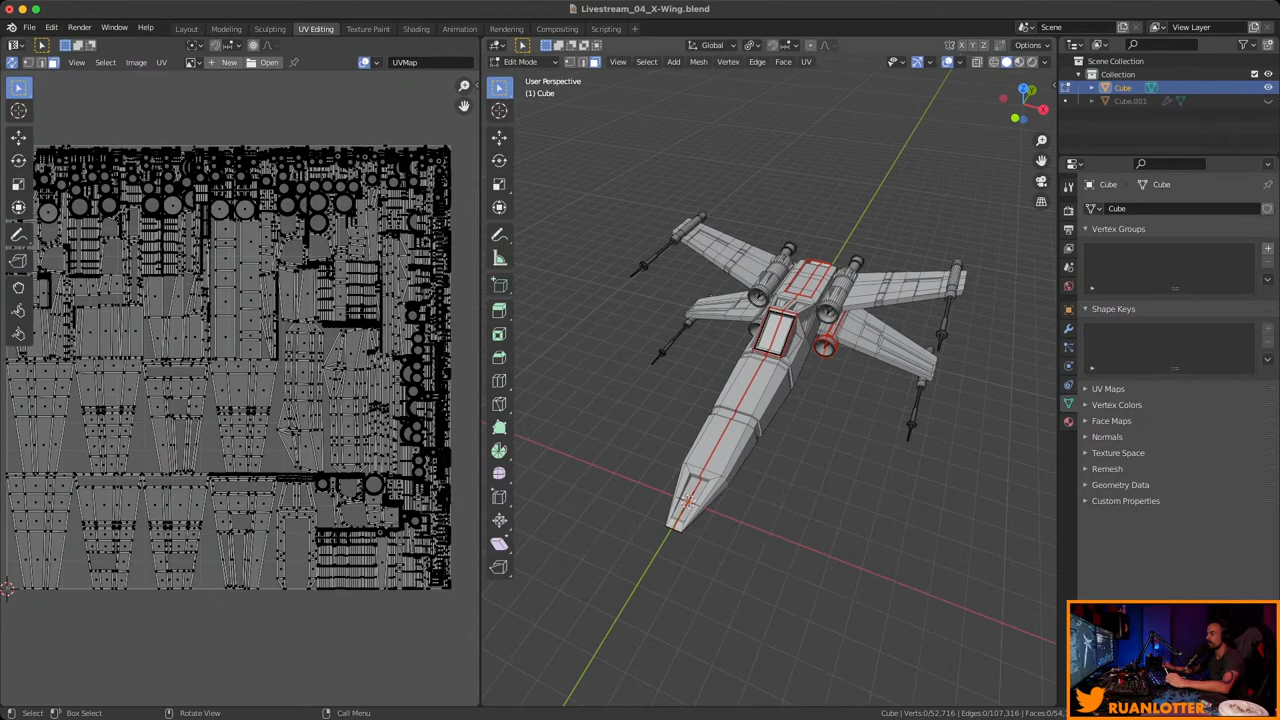 Livestream_04_X-Wing.blend
File Edit Render Window Help Layout Modeling Sculpting UV Editing Texture Paint Shading Animation Rendering Compositing Scripting Scene View Layer
New Open Global X Y Z Options
View Select Image UV UVMap Edit Mode View Select Add Mesh Vertex Edge Face UV
Scene Collection
Collection
Cube
Cube.001
User Perspective
(1) Cube
Z
Y
X
Cube Cube
Cube
Vertex Groups
Shape Keys
UV Maps
Vertex Colors
Face Maps
Normals
Texture Space
Remesh
Geometry Data
Custom Properties
RUANLOTTER
Select Box Select Rotate View Call Menu Cube | Verts:0/52,716 | Edges:0/107,316 | Faces:0/54,